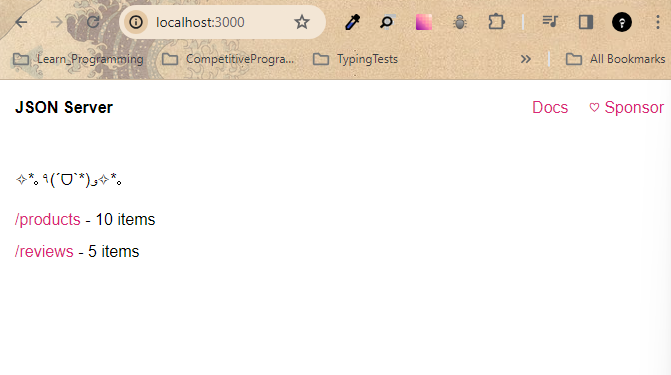 localhost:3000
Learn_Programming CompetitiveProgra... TypingTests » All Bookmarks
JSON Server Docs ♡ Sponsor
✧*｡٩(ˊᗜˋ*)و✧*｡
/products - 10 items
/reviews - 5 items